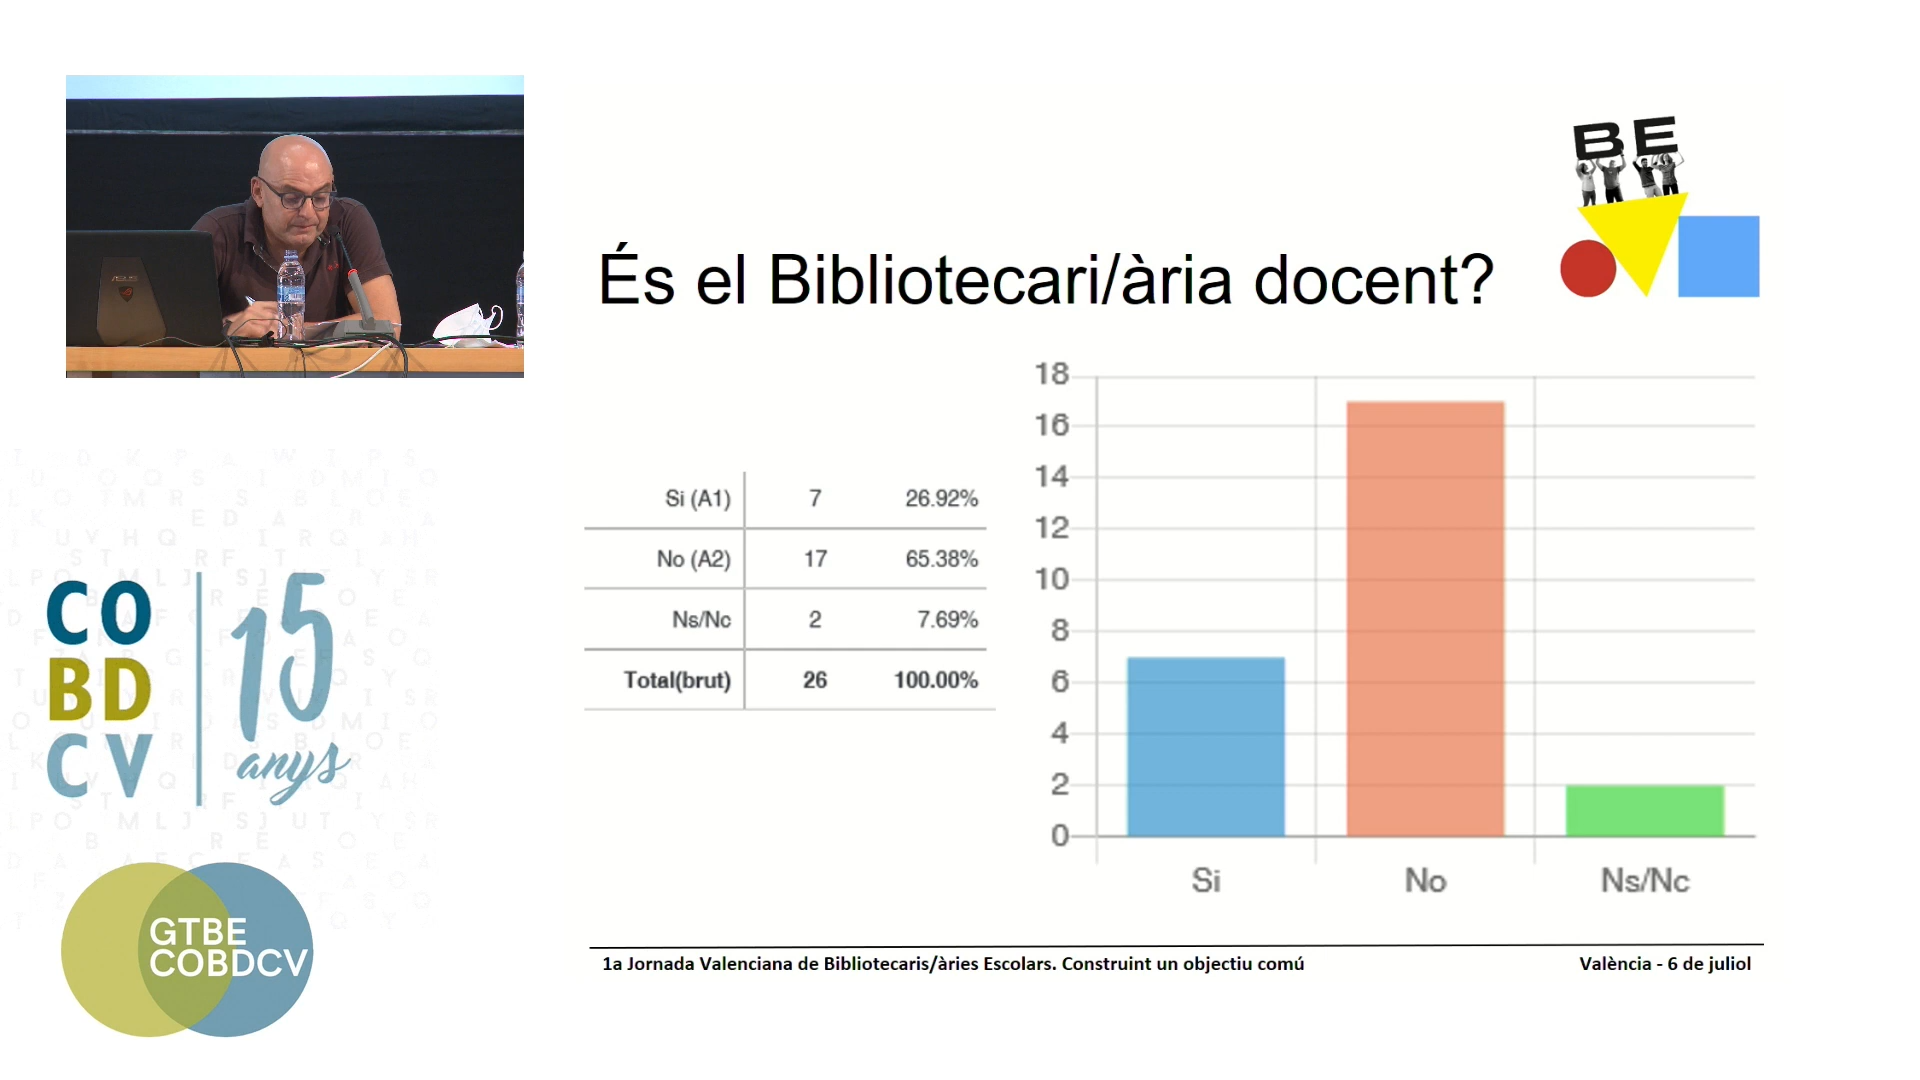 BE
És el Bibliotecari/ària docent?
Si (A1) 7 26.92%
No (A2) 17 65.38%
Ns/Nc 2 7.69%
Total(brut) 26 100.00%
18
16
14
12
10
8
6
4
2
0
Si No Ns/Nc
1a Jornada Valenciana de Bibliotecaris/àries Escolars. Construint un objectiu comú
València - 6 de juliol
ASUS
CO
BD
CV
15
anys
GTBE
COBDCV